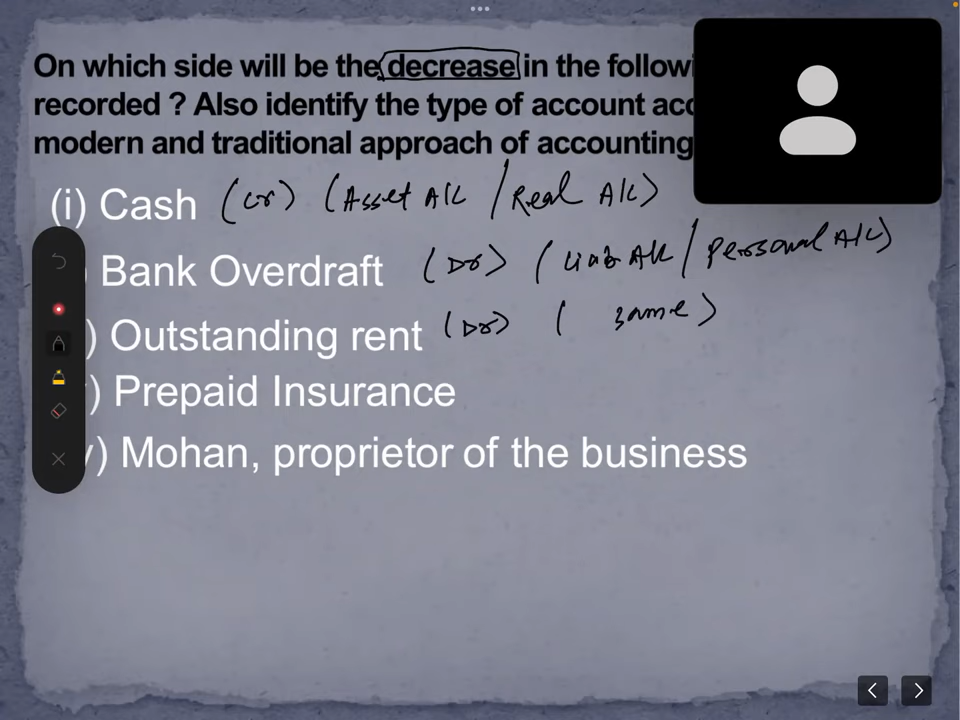 On which side will be the decrease in the followi
recorded ? Also identify the type of account acc
modern and traditional approach of accounting
(i) Cash (Cr) (Asset A/c / Real A/c)
) Bank Overdraft (Dr) (Liab A/c / Personal A/c)
) Outstanding rent (Dr) ( same )
) Prepaid Insurance
v) Mohan, proprietor of the business